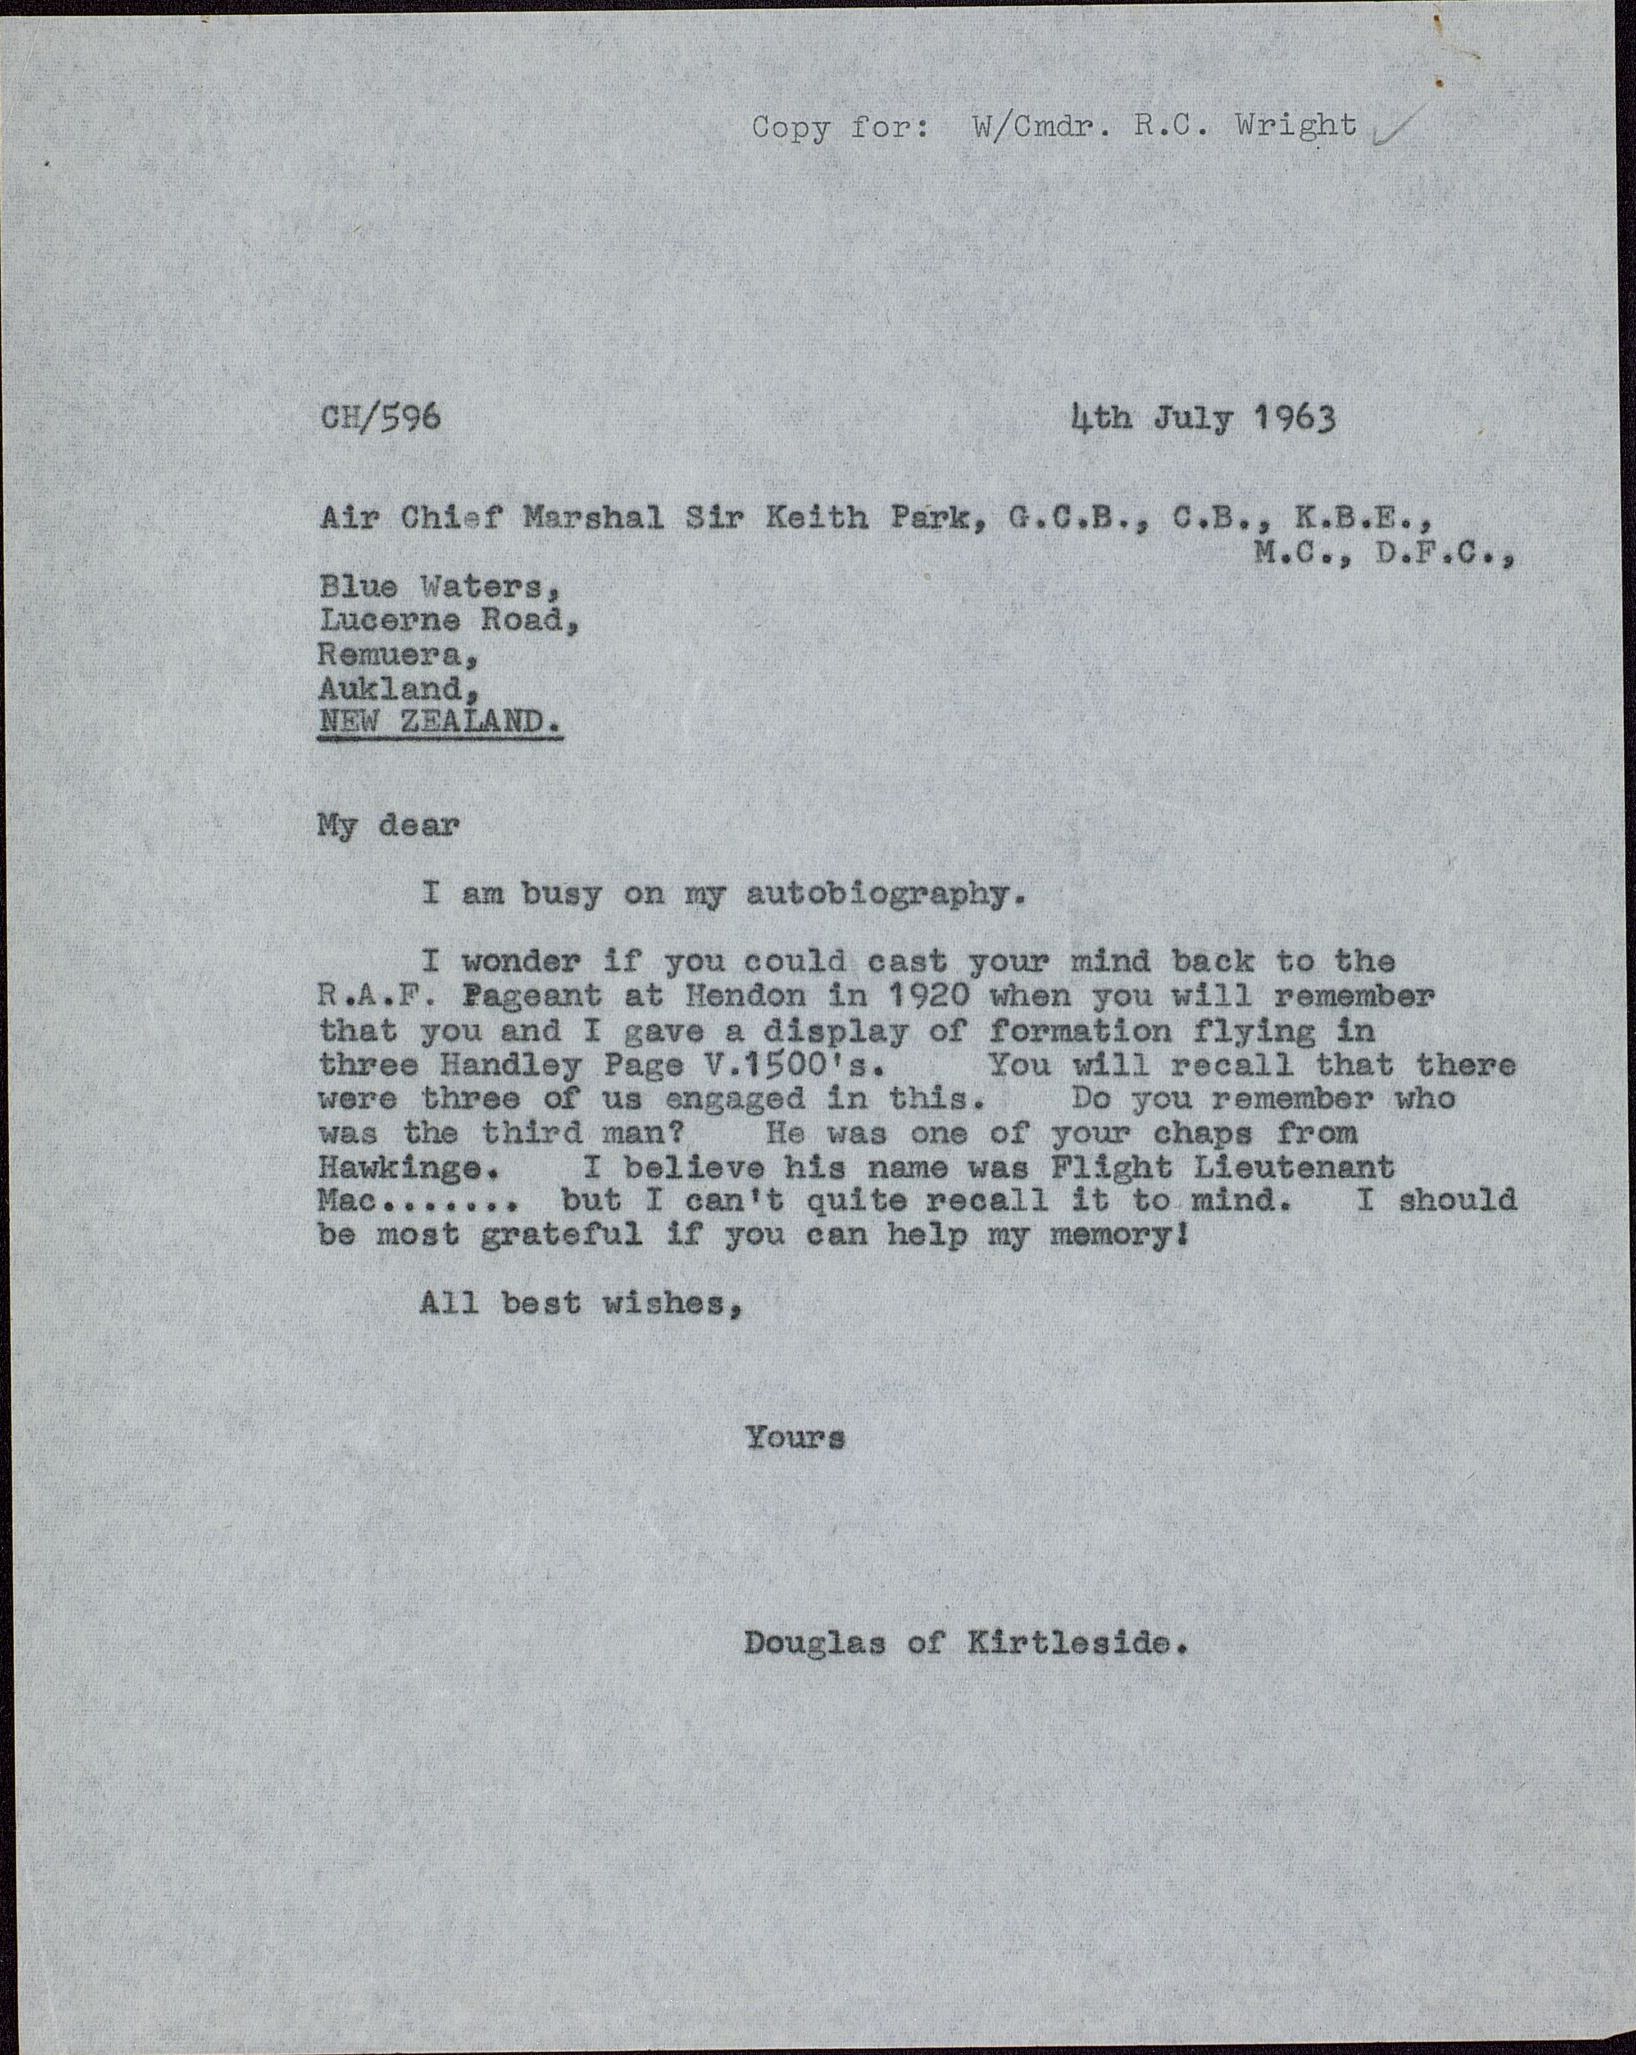 Copy for: W/Cmdr. R.C. Wright
CH/596 4th July 1963
Air Chief Marshal Sir Keith Park, G.C.B., C.B., K.B.E.,
M.C., D.F.C.,
Blue Waters,
Lucerne Road,
Remuera,
Aukland,
NEW ZEALAND.
My dear
I am busy on my autobiography.
I wonder if you could cast your mind back to the
R.A.F. Pageant at Hendon in 1920 when you will remember
that you and I gave a display of formation flying in
three Handley Page V.1500's. You will recall that there
were three of us engaged in this. Do you remember who
was the third man? He was one of your chaps from
Hawkinge. I believe his name was Flight Lieutenant
Mac....... but I can't quite recall it to mind. I should
be most grateful if you can help my memory!
All best wishes,
Yours
Douglas of Kirtleside.